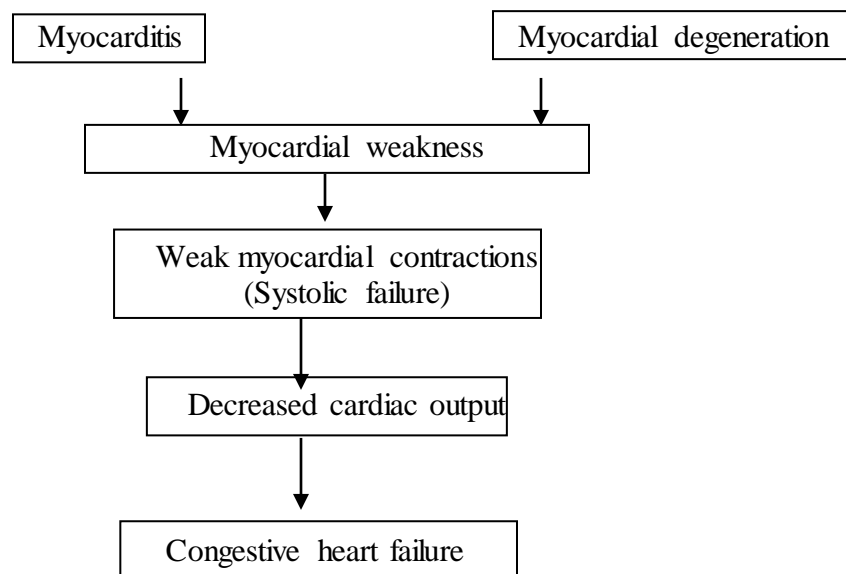 Myocarditis
Myocardial degeneration
Myocardial weakness
Weak myocardial contractions
(Systolic failure)
Decreased cardiac output
Congestive heart failure